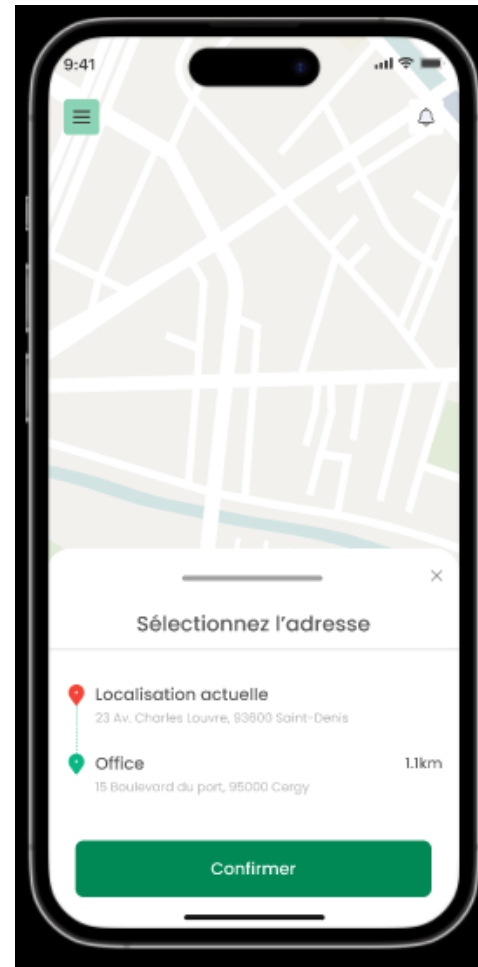 9:41
Sélectionnez l'adresse
Localisation actuelle
23 Av. Charles Louvre, 93600 Saint-Denis
Office 1.1km
15 Boulevard du port, 95000 Cergy
Confirmer